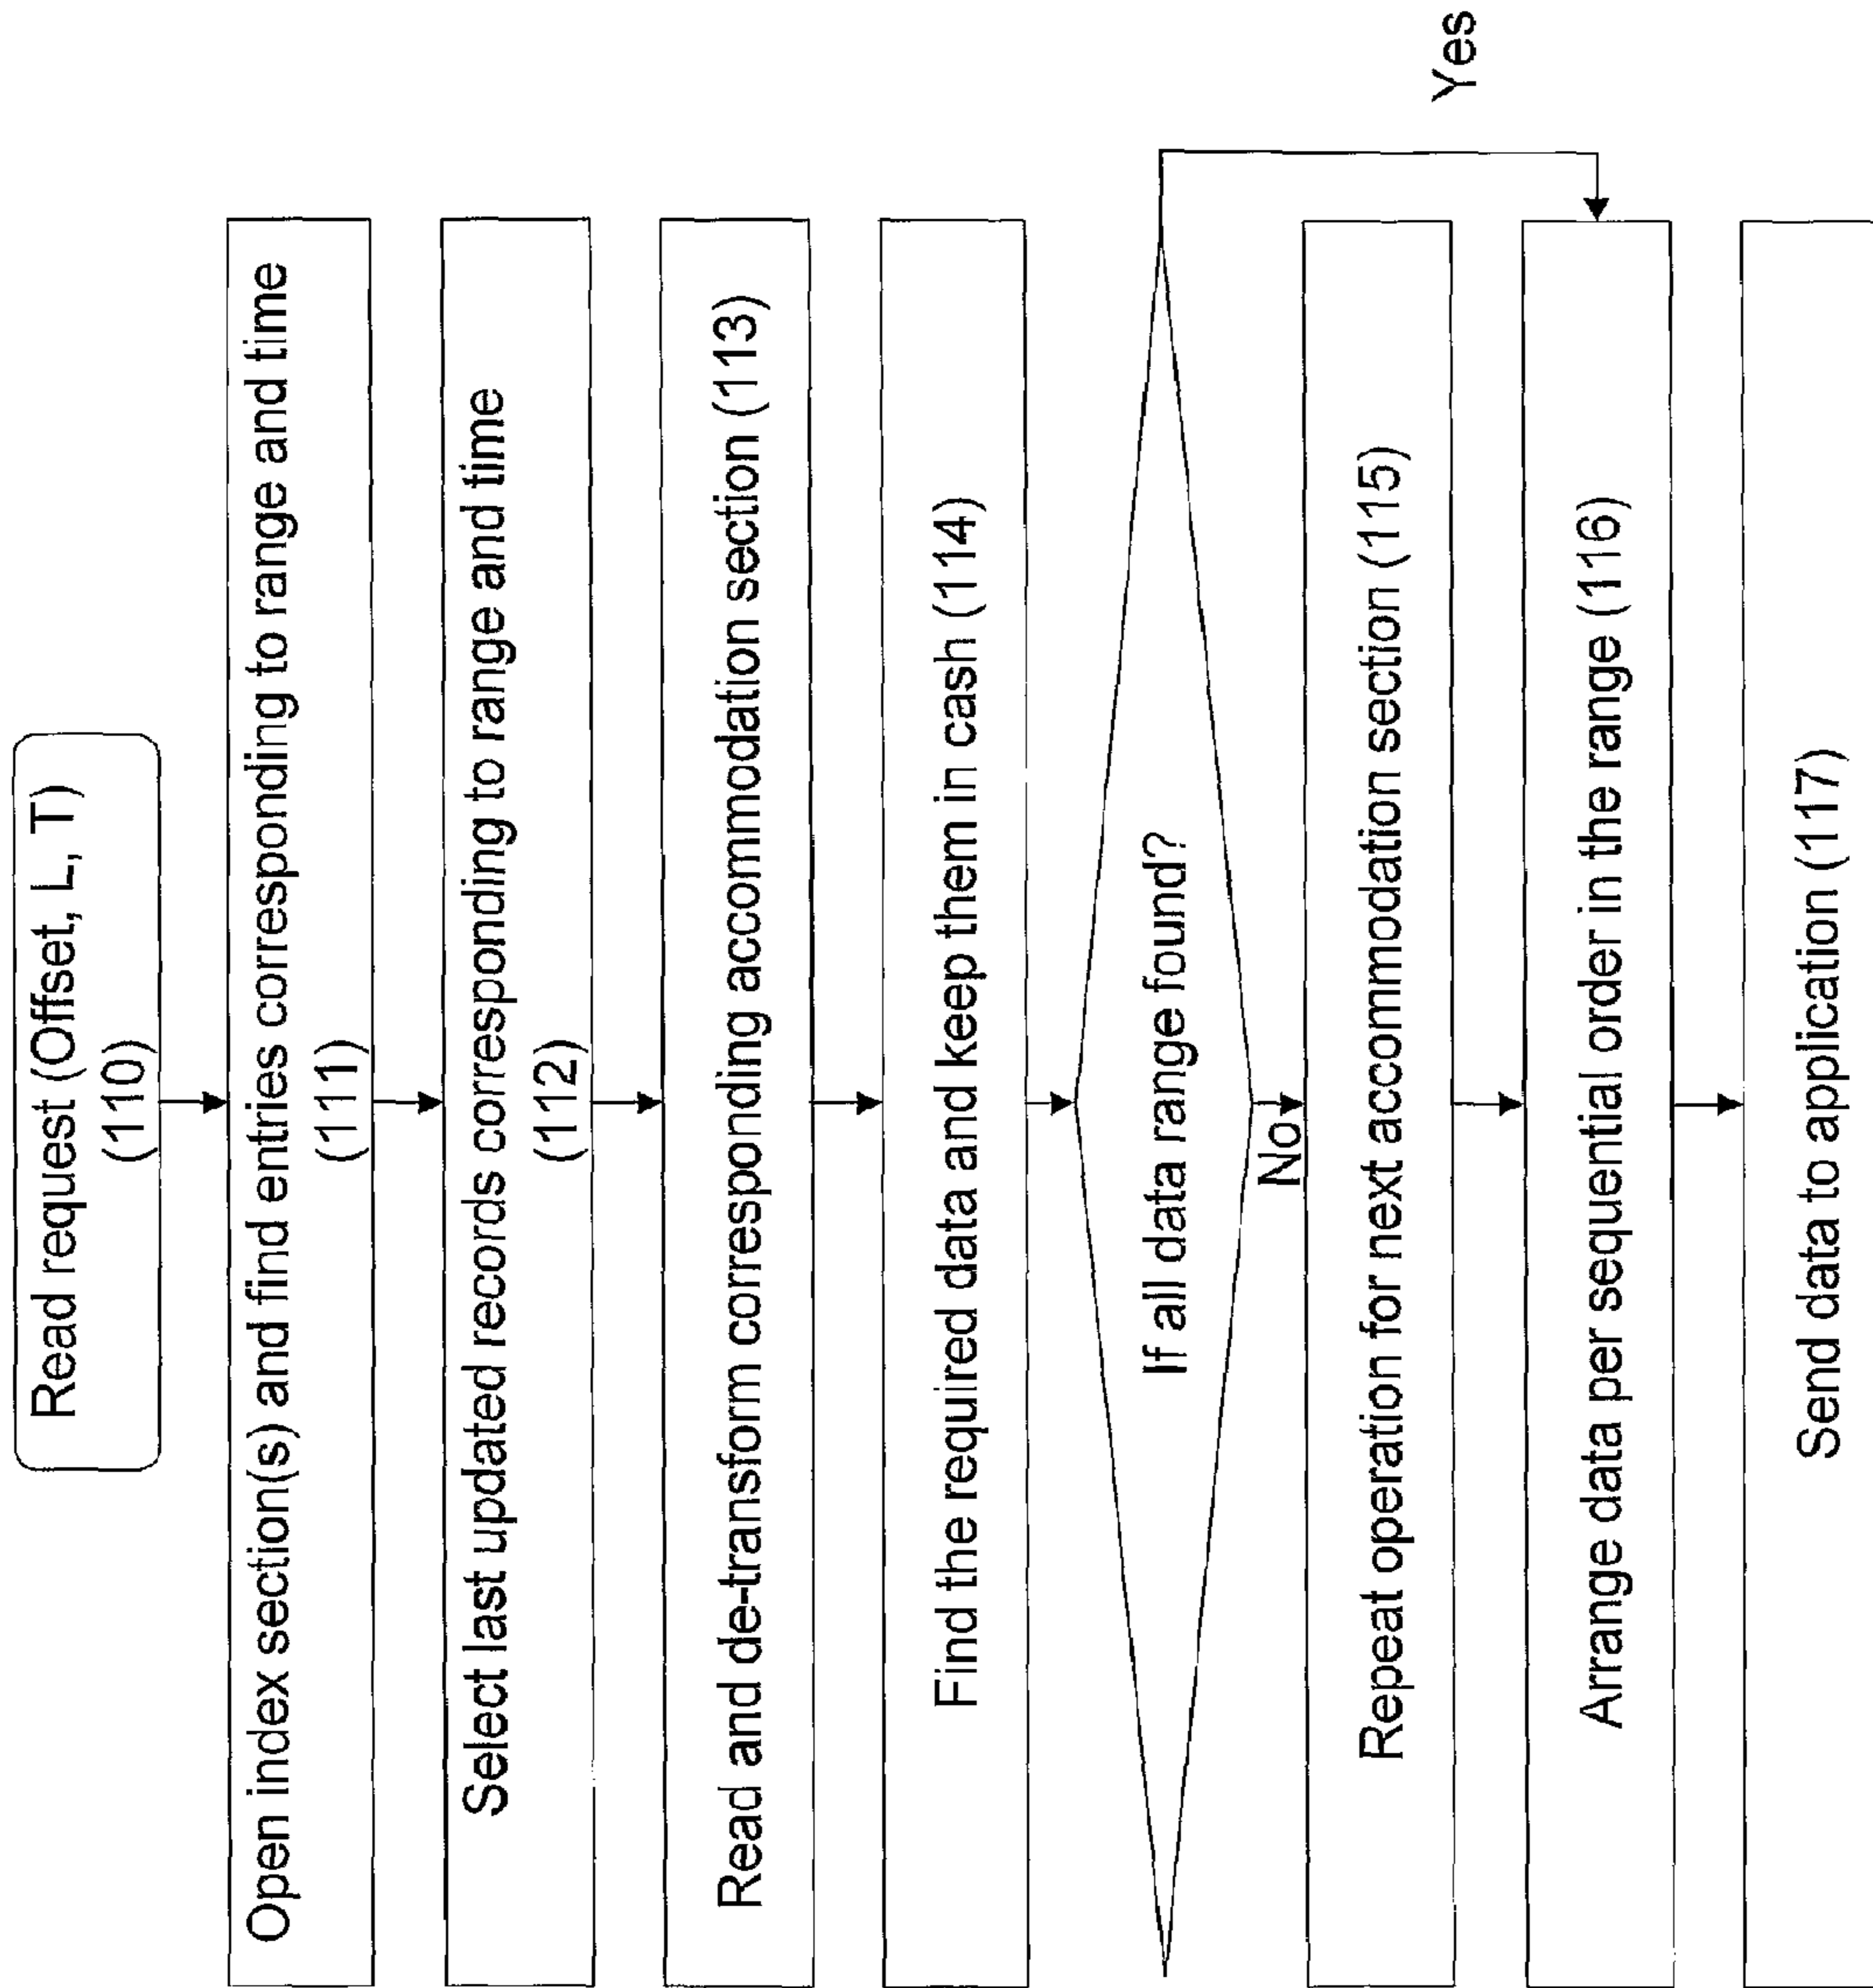 Read request (Offset, L, T)
(110)
Open index section(s) and find entries corresponding to range and time
(111)
Select last updated records corresponding to range and time
(112)
Read and de-transform corresponding accommodation section (113)
Find the required data and keep them in cash (114)
If all data range found?
Yes
No
Repeat operation for next accommodation section (115)
Arrange data per sequential order in the range (116)
Send data to application (117)